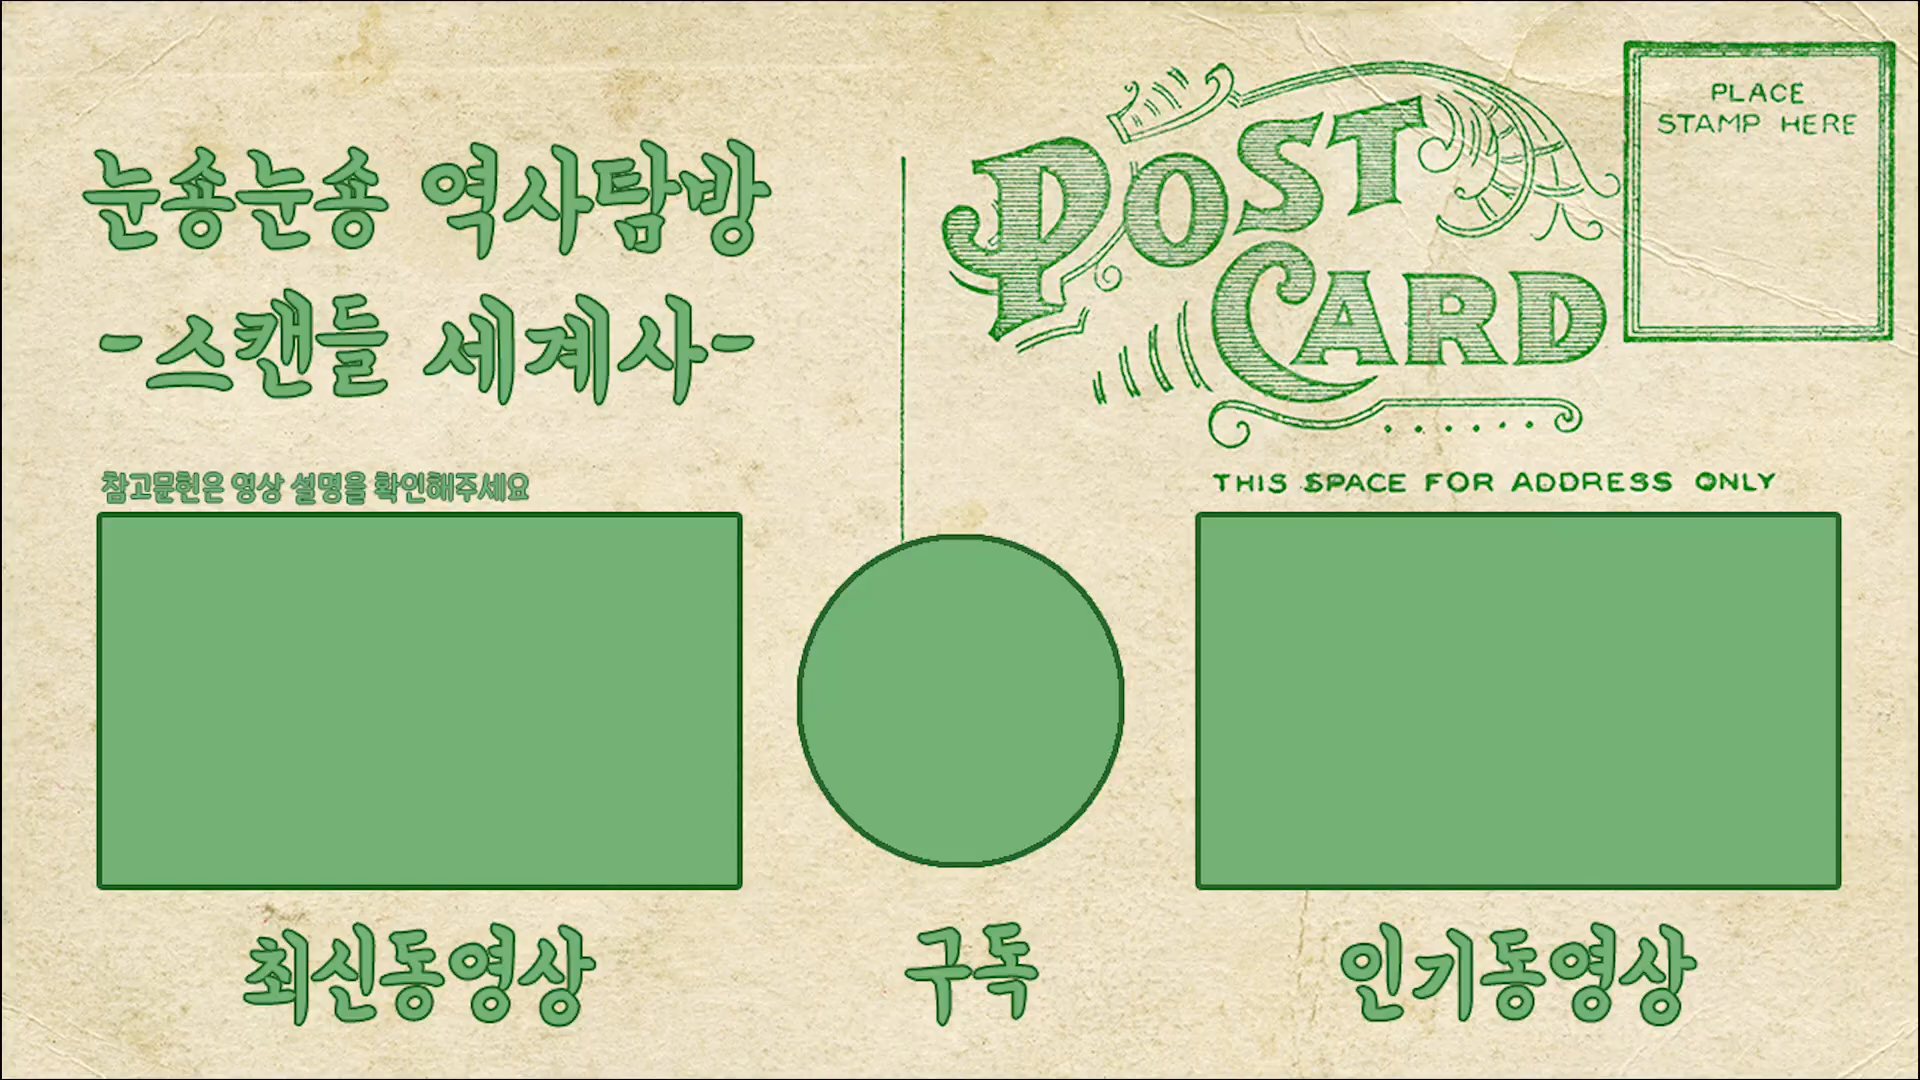 눈숑눈숑 역사탐방
-스캔들 세계사-
참고문헌은 영상 설명을 확인해주세요
POST
CARD
PLACE
STAMP HERE
THIS SPACE FOR ADDRESS ONLY
최신동영상
구독
인기동영상